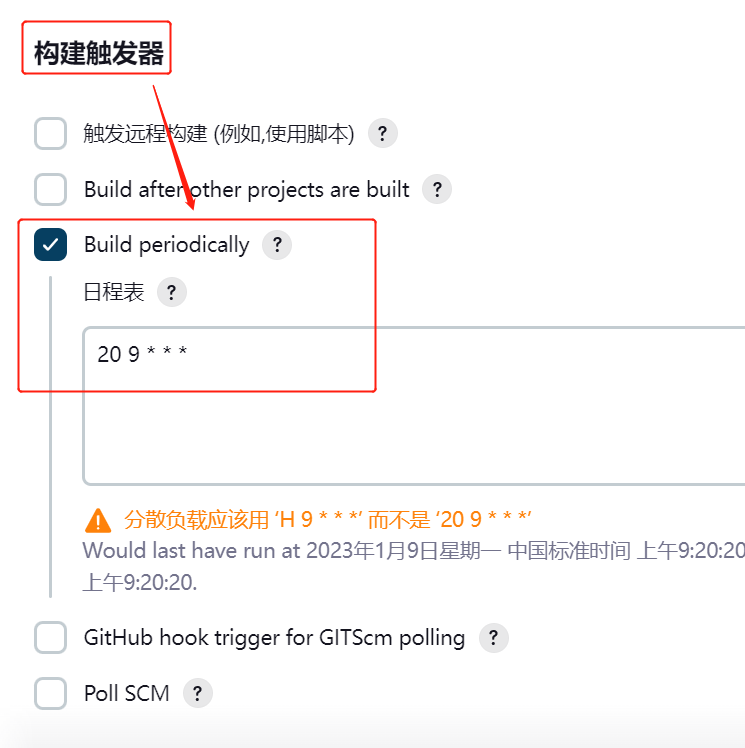 构建触发器
触发远程构建 (例如,使用脚本) ?
Build after other projects are built ?
Build periodically ?
日程表 ?
20 9 * * *
分散负载应该用 ‘H 9 * * *’ 而不是 ‘20 9 * * *’
Would last have run at 2023年1月9日星期一 中国标准时间 上午9:20:20
上午9:20:20.
GitHub hook trigger for GITScm polling ?
Poll SCM ?